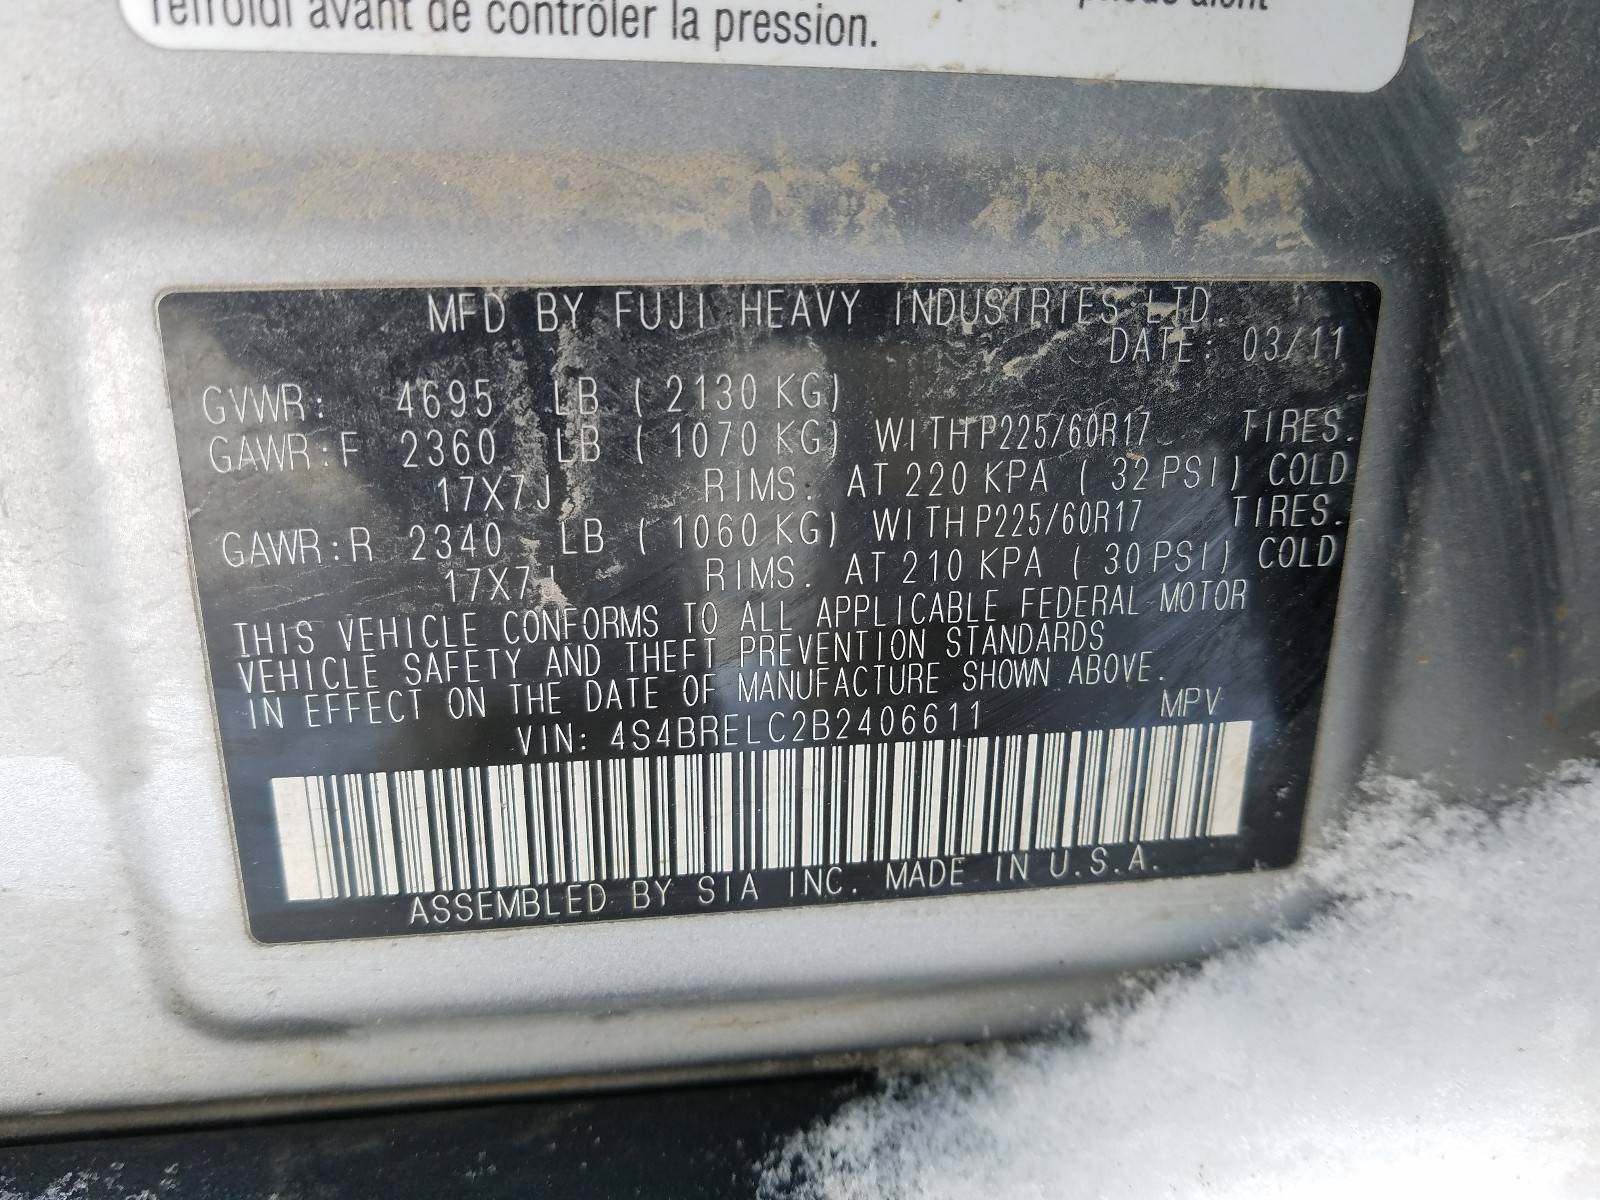 refroidi avant de contrôler la pression.
MFD BY FUJI HEAVY INDUSTRIES LTD.
DATE: 03/11
GVWR: 4695 LB ( 2130 KG)
GAWR:F 2360 LB ( 1070 KG) WITH P225/60R17 TIRES.
17X7J RIMS. AT 220 KPA ( 32 PSI) COLD
GAWR:R 2340 LB ( 1060 KG) WITH P225/60R17 TIRES.
17X7J RIMS. AT 210 KPA ( 30 PSI) COLD
THIS VEHICLE CONFORMS TO ALL APPLICABLE FEDERAL MOTOR
VEHICLE SAFETY AND THEFT PREVENTION STANDARDS
IN EFFECT ON THE DATE OF MANUFACTURE SHOWN ABOVE.
VIN: 4S4BRELC2B2406611 MPV
ASSEMBLED BY SIA INC. MADE IN U.S.A.